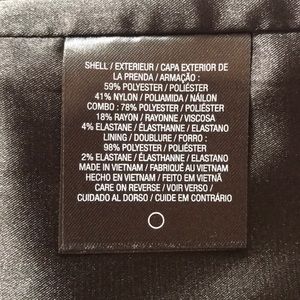 SHELL / EXTERIEUR / CAPA EXTERIOR DE
LA PRENDA / ARMAÇÃO :
59% POLYESTER / POLIÉSTER
41% NYLON / POLIAMIDA / NÁILON
COMBO : 78% POLYESTER / POLIÉSTER
18% RAYON / RAYONNE / VISCOSA
4% ELASTANE / ÉLASTHANNE / ELASTANO
LINING / DOUBLURE / FORRO :
98% POLYESTER / POLIÉSTER
2% ELASTANE / ÉLASTHANNE / ELASTANO
MADE IN VIETNAM / FABRIQUÉ AU VIETNAM
HECHO EN VIETNAM / FEITO EM VIETNÃ
CARE ON REVERSE / VOIR VERSO /
CUIDADO AL DORSO / CUIDE EM CONTRÁRIO